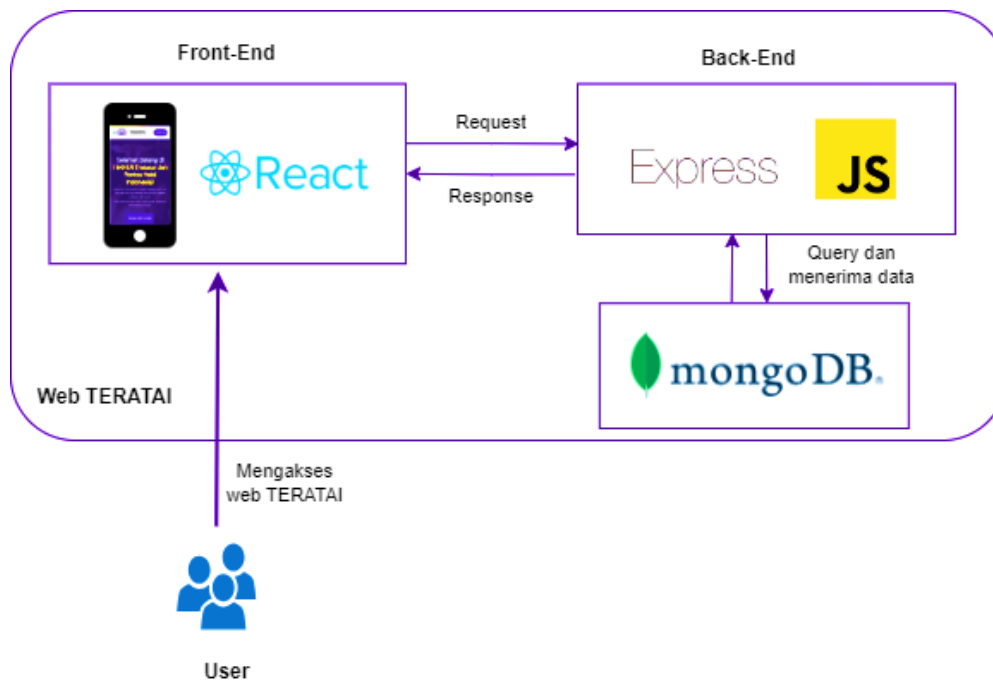 Front-End
Back-End
React
Request
Response
Express
JS
Query dan
menerima data
mongoDB
Web TERATAI
Mengakses
web TERATAI
User